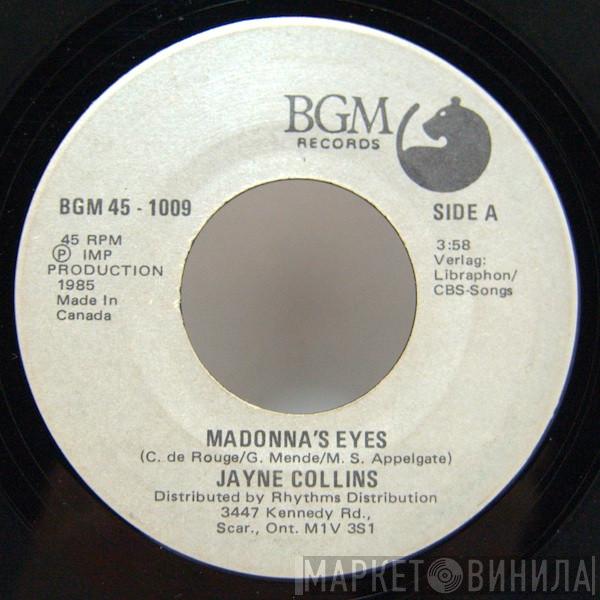 BGM
RECORDS
BGM 45 - 1009
SIDE A
45 RPM
Ⓟ IMP
PRODUCTION
1985
Made In
Canada
3:58
Verlag:
Libraphon/
CBS-Songs
MADONNA'S EYES
(C. de Rouge/G. Mende/M. S. Appelgate)
JAYNE COLLINS
Distributed by Rhythms Distribution
3447 Kennedy Rd.,
Scar., Ont. M1V 3S1
МАРКЕТ ВИНИЛА